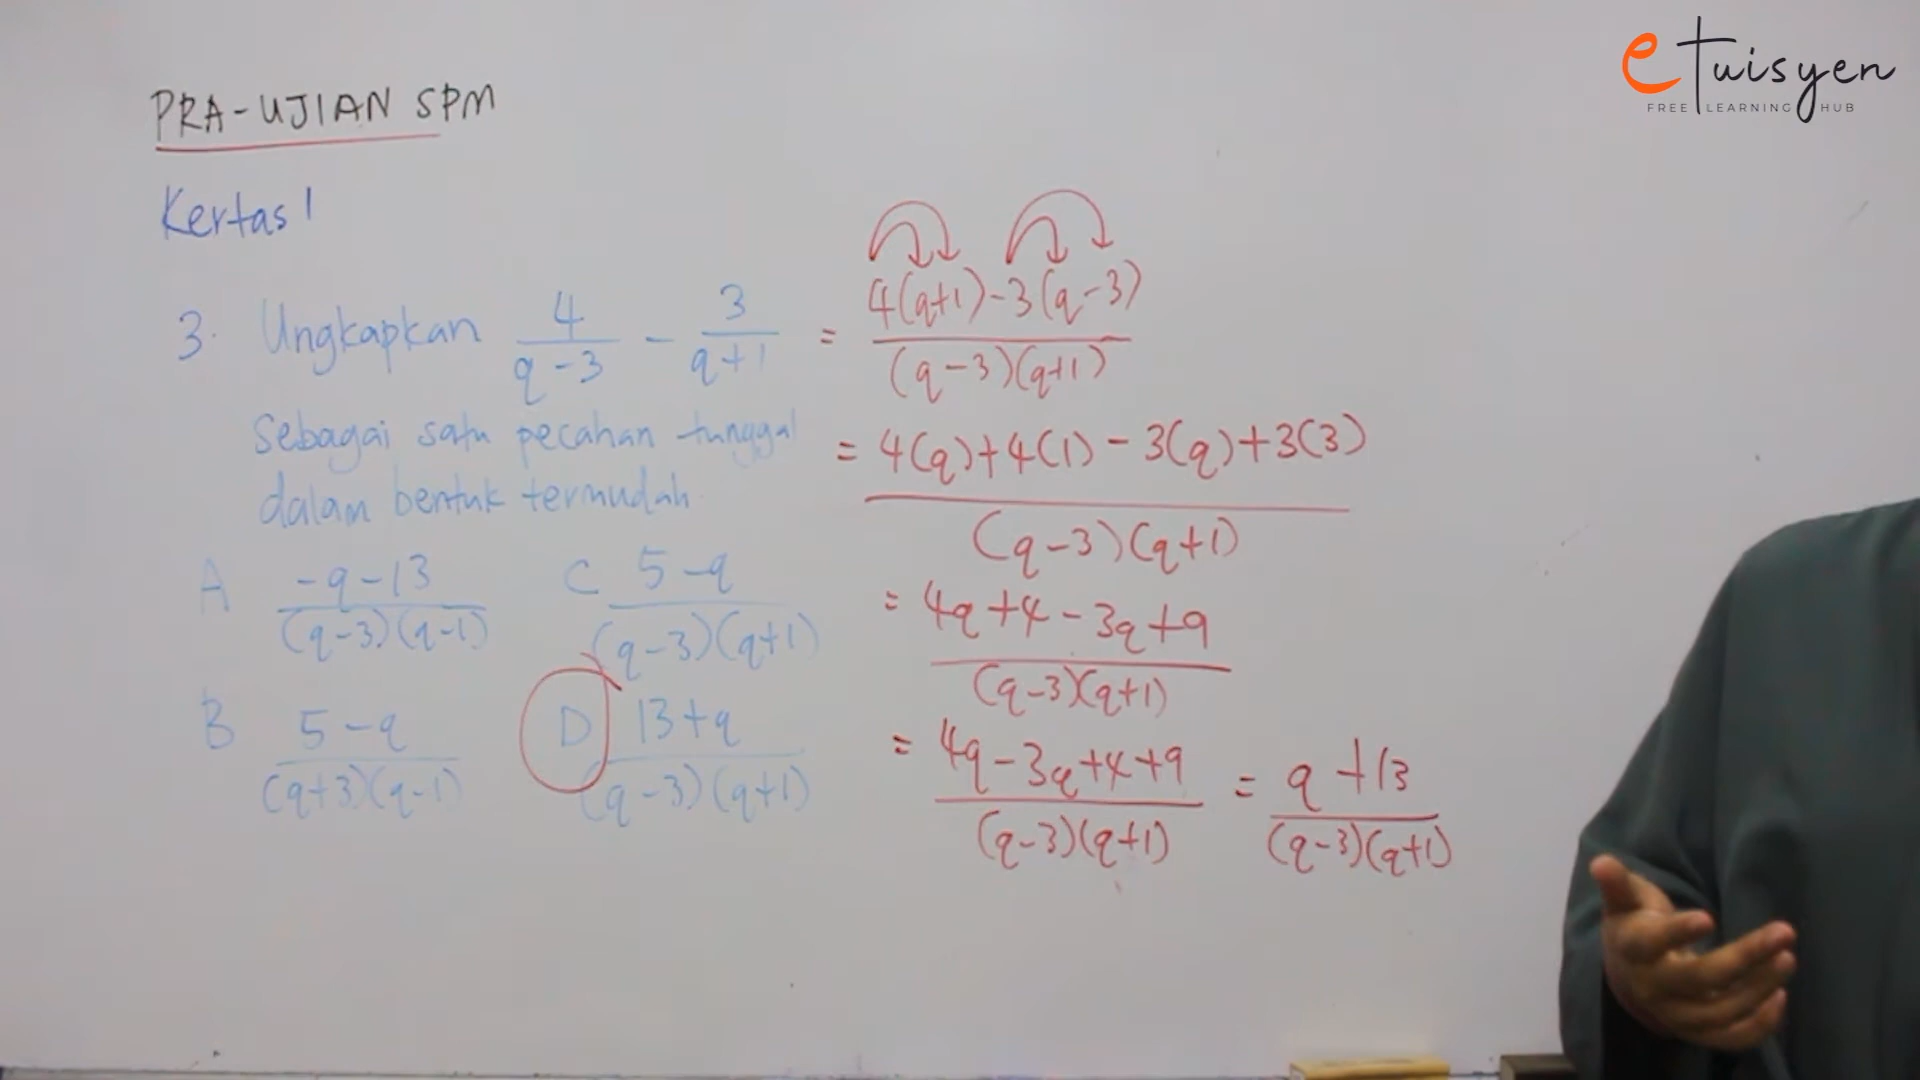 eTuisyen
FREE LEARNING HUB
PRA-UJIAN SPM
Kertas 1
3. Ungkapkan 4/(q-3) - 3/(q+1)
Sebagai satu pecahan tunggal
dalam bentuk termudah.
A (-q-13)/((q-3)(q-1))
C (5-q)/((q-3)(q+1))
B (5-q)/((q+3)(q-1))
D (13+q)/((q-3)(q+1))
= (4(q+1)-3(q-3))/((q-3)(q+1))
= (4(q)+4(1)-3(q)+3(3))/((q-3)(q+1))
= (4q+4-3q+9)/((q-3)(q+1))
= (4q-3q+4+9)/((q-3)(q+1)) = (q+13)/((q-3)(q+1))